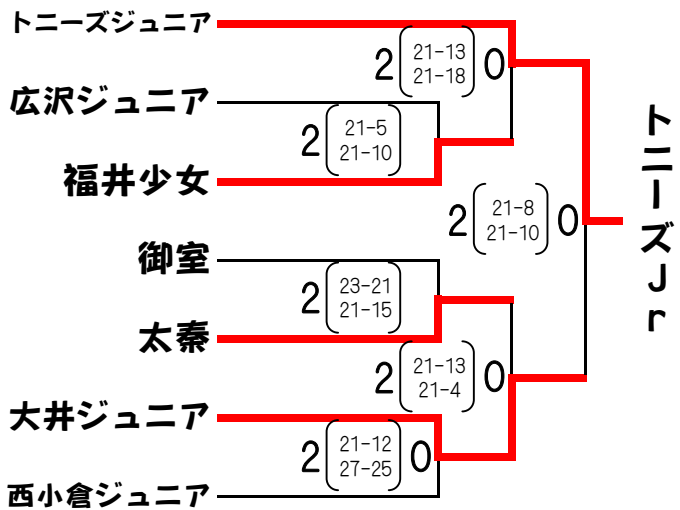 トニーズジュニア
2 21-13 0
21-18
広沢ジュニア
2 21-5
21-10
福井少女
2 21-8 0
21-10
トニーズJr
御室
2 23-21
21-15
太秦
2 21-13 0
21-4
大井ジュニア
2 21-12 0
27-25
西小倉ジュニア